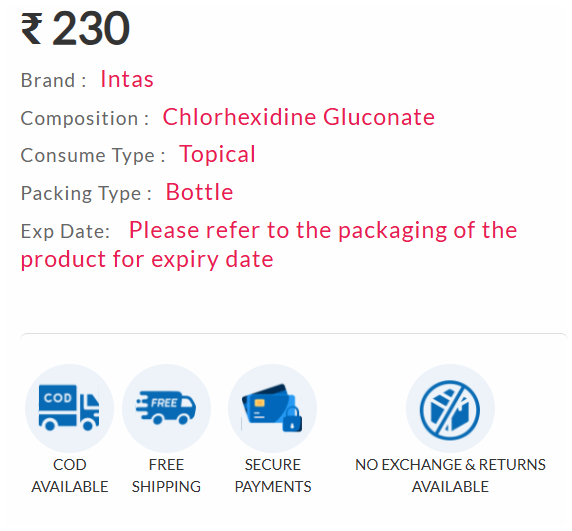 ₹ 230
Brand : Intas
Composition : Chlorhexidine Gluconate
Consume Type : Topical
Packing Type : Bottle
Exp Date: Please refer to the packaging of the
product for expiry date
COD FREE
COD FREE SECURE NO EXCHANGE & RETURNS
AVAILABLE SHIPPING PAYMENTS AVAILABLE